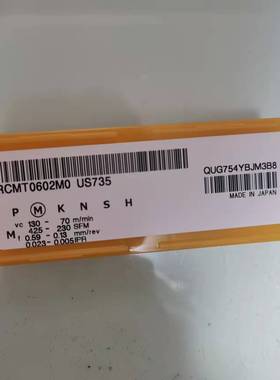 RCMT0602M0 US735
P M K N S H
vc 130 - 70 m/min
M 425 - 230 SFM
f 0.59 - 0.13 mm/rev
0.023 - 0.005IPR
QUG754YBJM3B8
MADE IN JAPAN